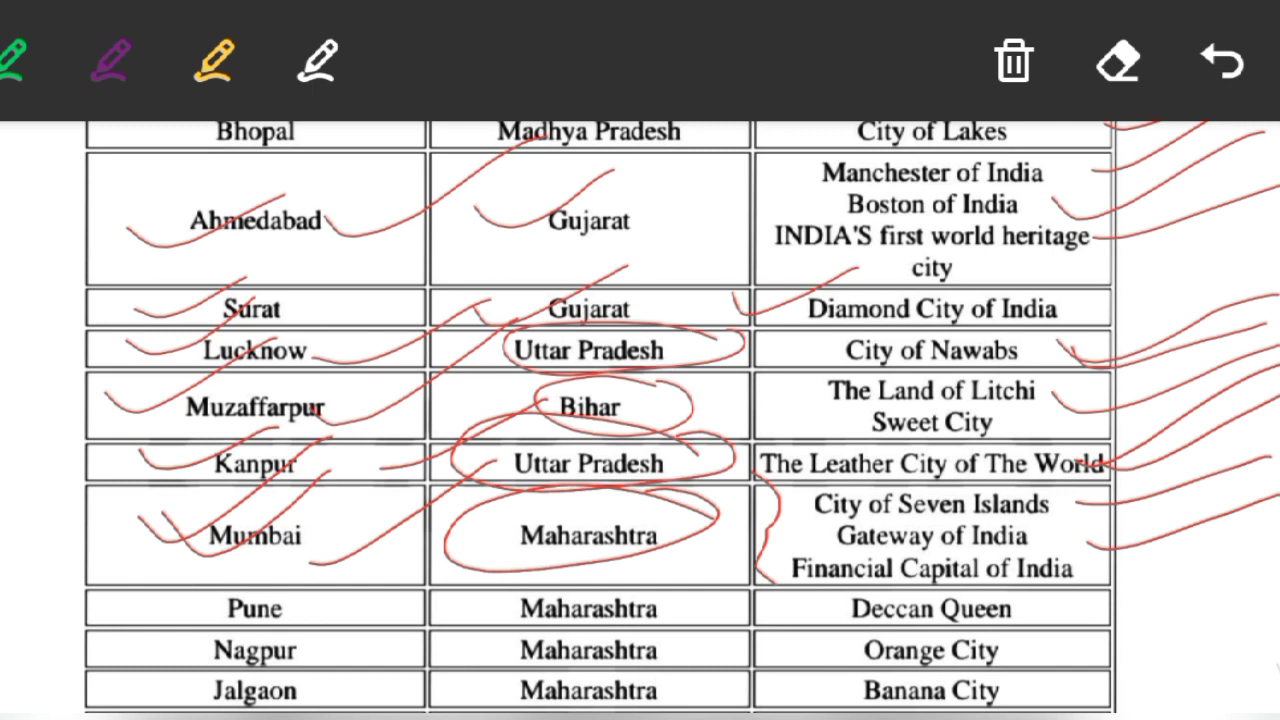 Bhopal Madhya Pradesh City of Lakes
Manchester of India
Boston of India
Ahmedabad Gujarat
INDIA'S first world heritage
city
Surat Gujarat Diamond City of India
Lucknow Uttar Pradesh City of Nawabs
The Land of Litchi
Muzaffarpur Bihar
Sweet City
Kanpur Uttar Pradesh The Leather City of The World
City of Seven Islands
Mumbai Maharashtra Gateway of India
Financial Capital of India
Pune Maharashtra Deccan Queen
Nagpur Maharashtra Orange City
Jalgaon Maharashtra Banana City